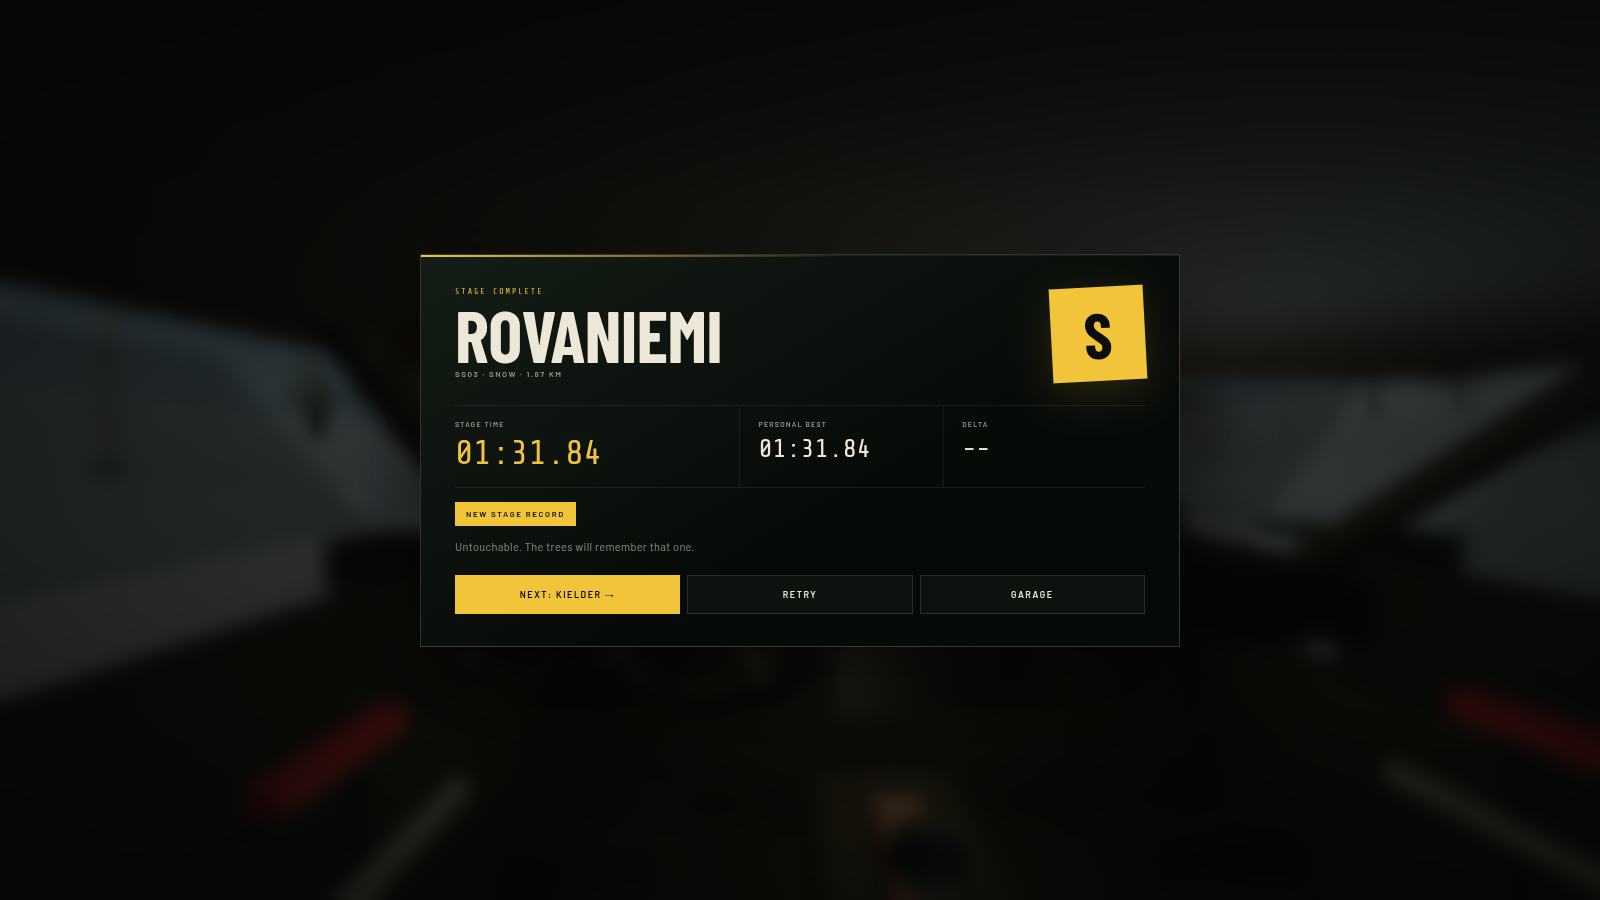 STAGE COMPLETE
ROVANIEMI
SS03 · SNOW · 1.87 KM
S
STAGE TIME
01:31.84
PERSONAL BEST
01:31.84
DELTA
--
NEW STAGE RECORD
Untouchable. The trees will remember that one.
NEXT: KIELDER →
RETRY
GARAGE